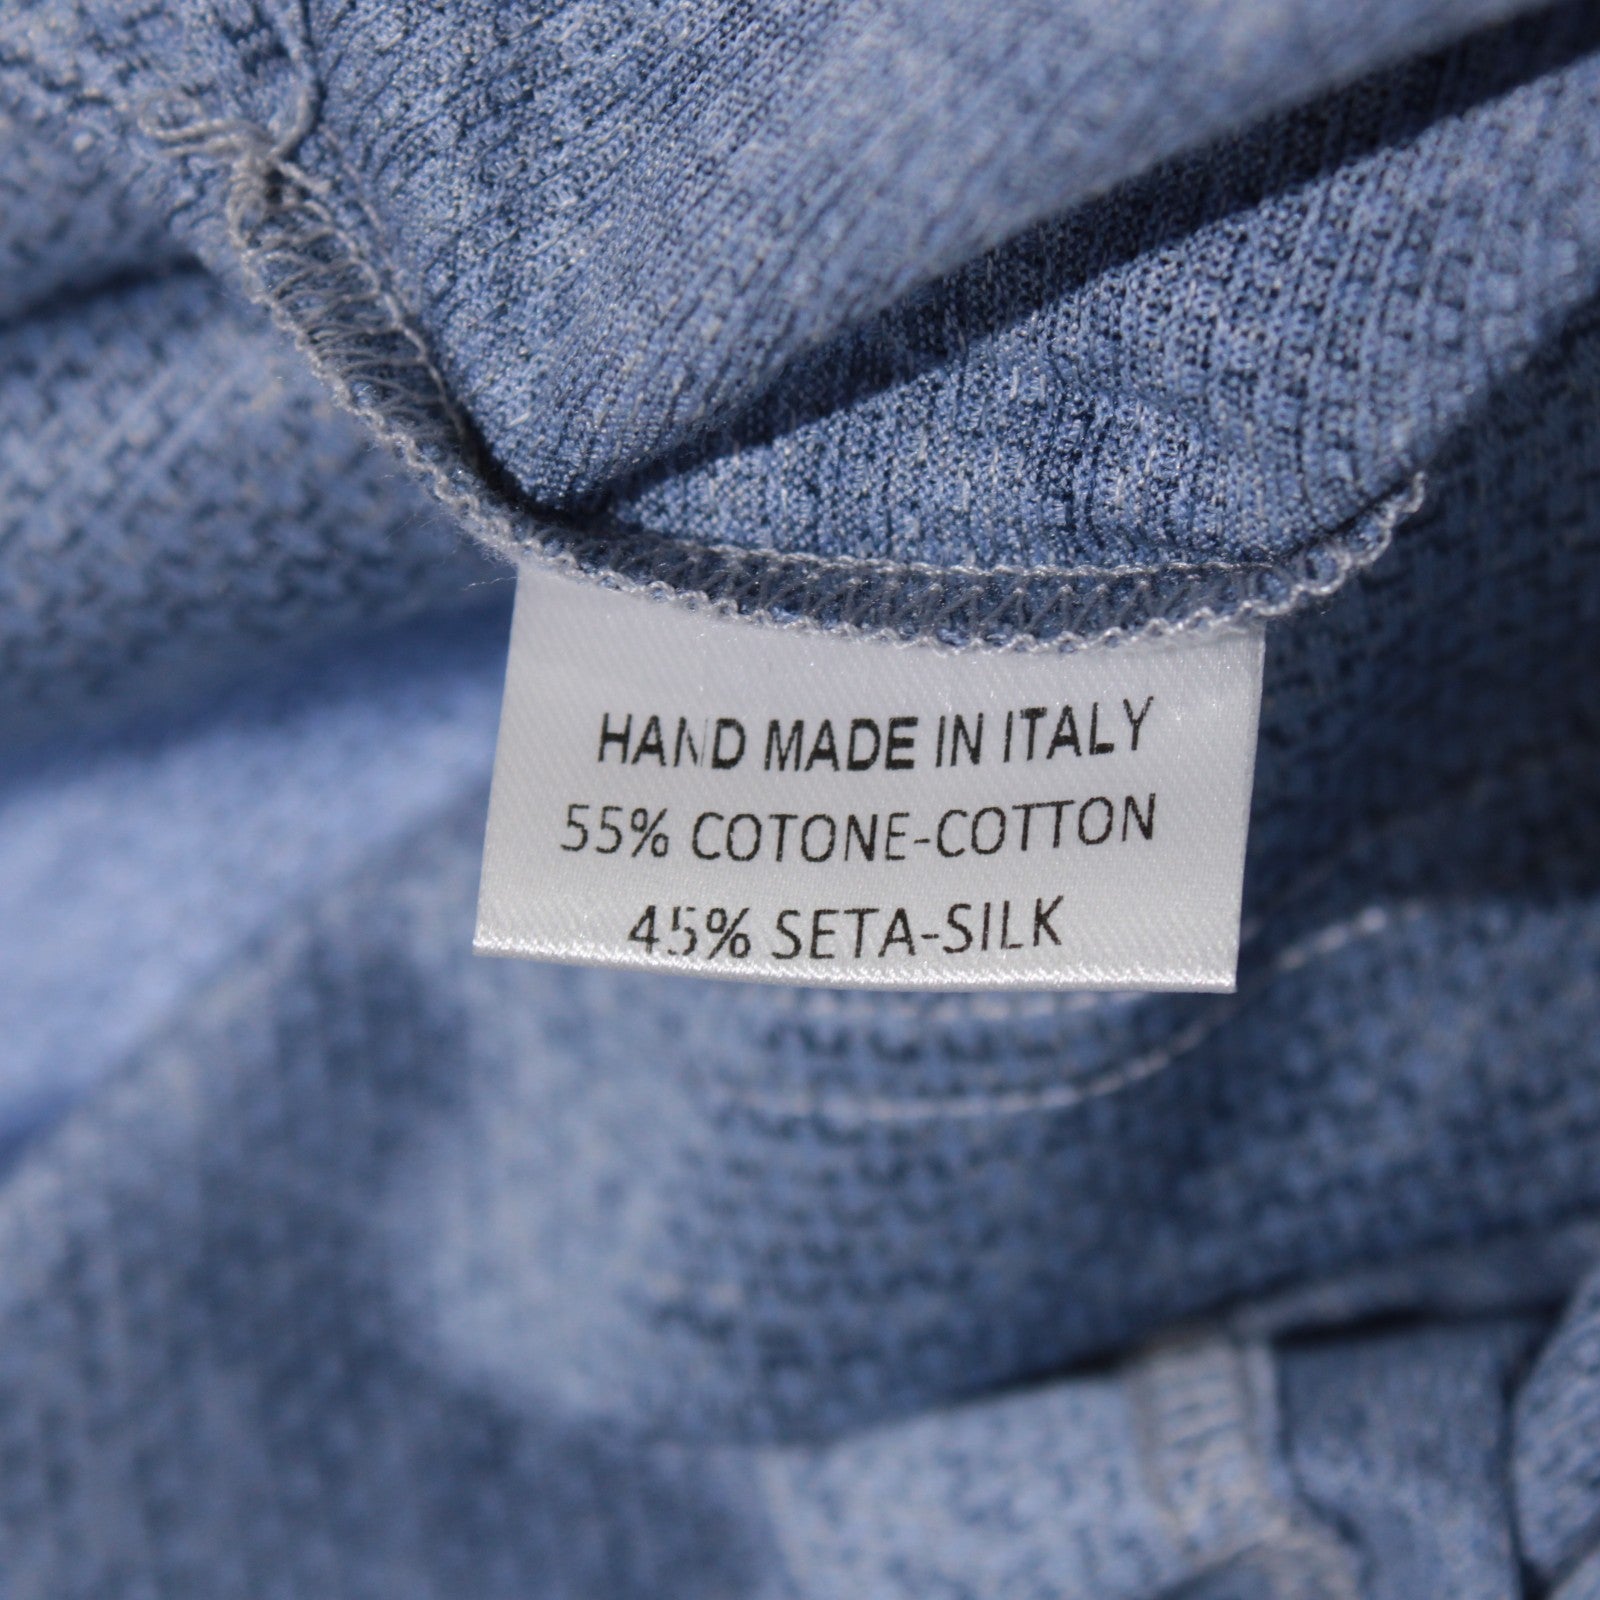 HAND MADE IN ITALY
55% COTONE-COTTON
45% SETA-SILK